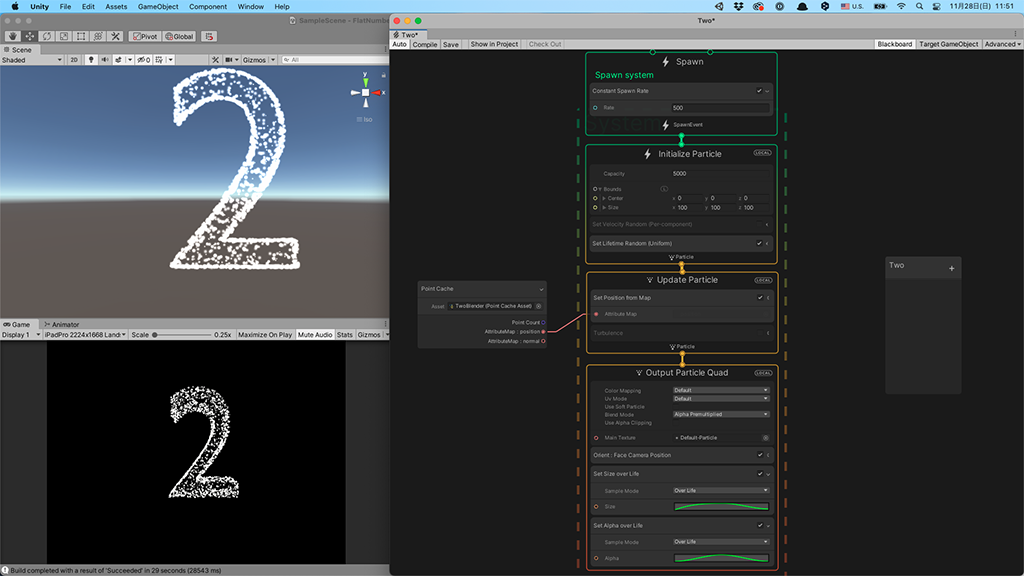 Unity File Edit Assets GameObject Component Window Help
U.S.
11月28日(日) 11:51
SampleScene - FlatNumbe
Two*
Pivot Global
Two*
Auto Compile Save Show in Project Check Out
Blackboard Target GameObject Advanced
Scene
Shaded 2D 0 Gizmos All
y
x
Iso
2
Game Animator
Display 1 iPadPro 2224x1668 Land Scale 0.25x Maximize On Play Mute Audio Stats Gizmos
2
Build completed with a result of 'Succeeded' in 29 seconds (28543 ms)
Spawn
Spawn system
Constant Spawn Rate
Rate 500
System
SpawnEvent
Initialize Particle LOCAL
Capacity 5000
Bounds L
Center x 0 y 0 z 0
Size x 100 y 100 z 100
Set Velocity Random (Per-component)
Set Lifetime Random (Uniform)
Particle
Update Particle LOCAL
Set Position from Map
Attribute Map
Turbulence
Particle
Point Cache
Asset TwoBlender (Point Cache Asset)
Point Count
AttributeMap : position
AttributeMap : normal
Output Particle Quad LOCAL
Color Mapping Default
Uv Mode Default
Use Soft Particle
Blend Mode Alpha Premultiplied
Use Alpha Clipping
Main Texture Default-Particle
Orient : Face Camera Position
Set Size over Life
Sample Mode Over Life
Size
Set Alpha over Life
Sample Mode Over Life
Alpha
Two +